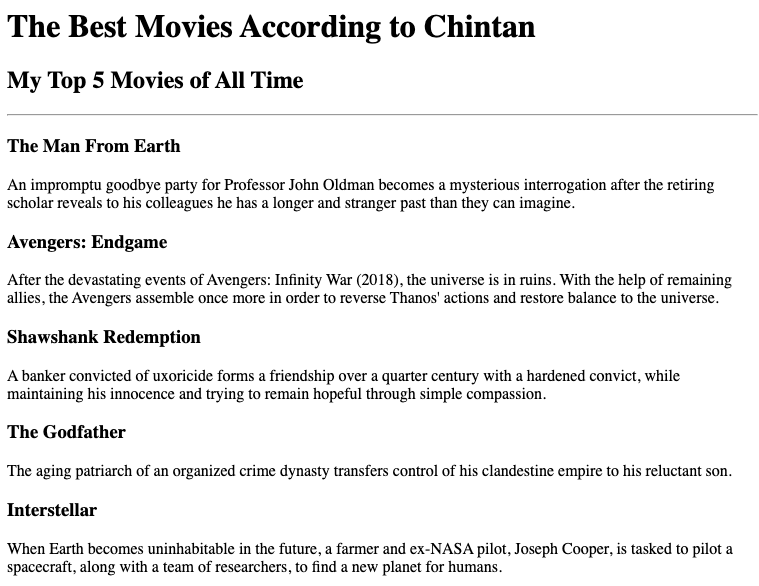 The Best Movies According to Chintan
My Top 5 Movies of All Time
The Man From Earth
An impromptu goodbye party for Professor John Oldman becomes a mysterious interrogation after the retiring
scholar reveals to his colleagues he has a longer and stranger past than they can imagine.
Avengers: Endgame
After the devastating events of Avengers: Infinity War (2018), the universe is in ruins. With the help of remaining
allies, the Avengers assemble once more in order to reverse Thanos' actions and restore balance to the universe.
Shawshank Redemption
A banker convicted of uxoricide forms a friendship over a quarter century with a hardened convict, while
maintaining his innocence and trying to remain hopeful through simple compassion.
The Godfather
The aging patriarch of an organized crime dynasty transfers control of his clandestine empire to his reluctant son.
Interstellar
When Earth becomes uninhabitable in the future, a farmer and ex-NASA pilot, Joseph Cooper, is tasked to pilot a
spacecraft, along with a team of researchers, to find a new planet for humans.